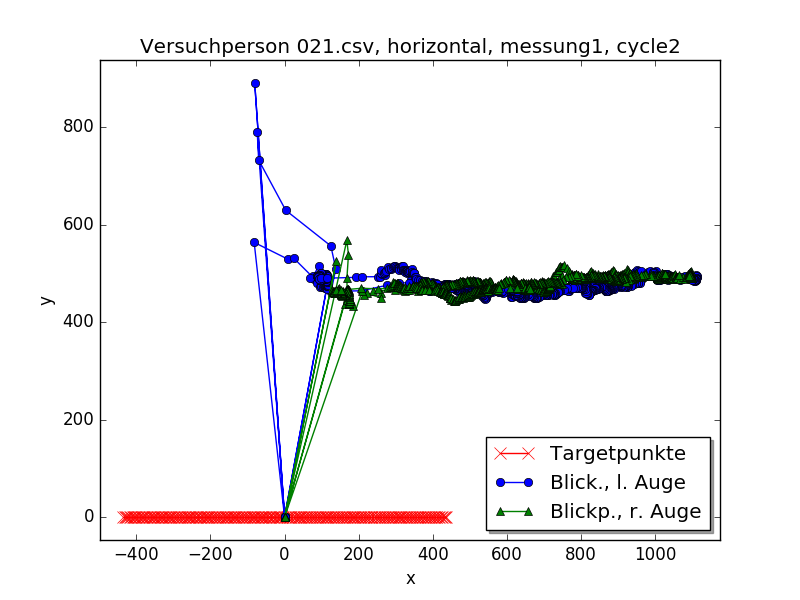 Versuchperson 021.csv, horizontal, messung1, cycle2
y
800
600
400
200
0
−400
−200
0
200
400
600
800
1000
x
Targetpunkte
Blick., l. Auge
Blickp., r. Auge